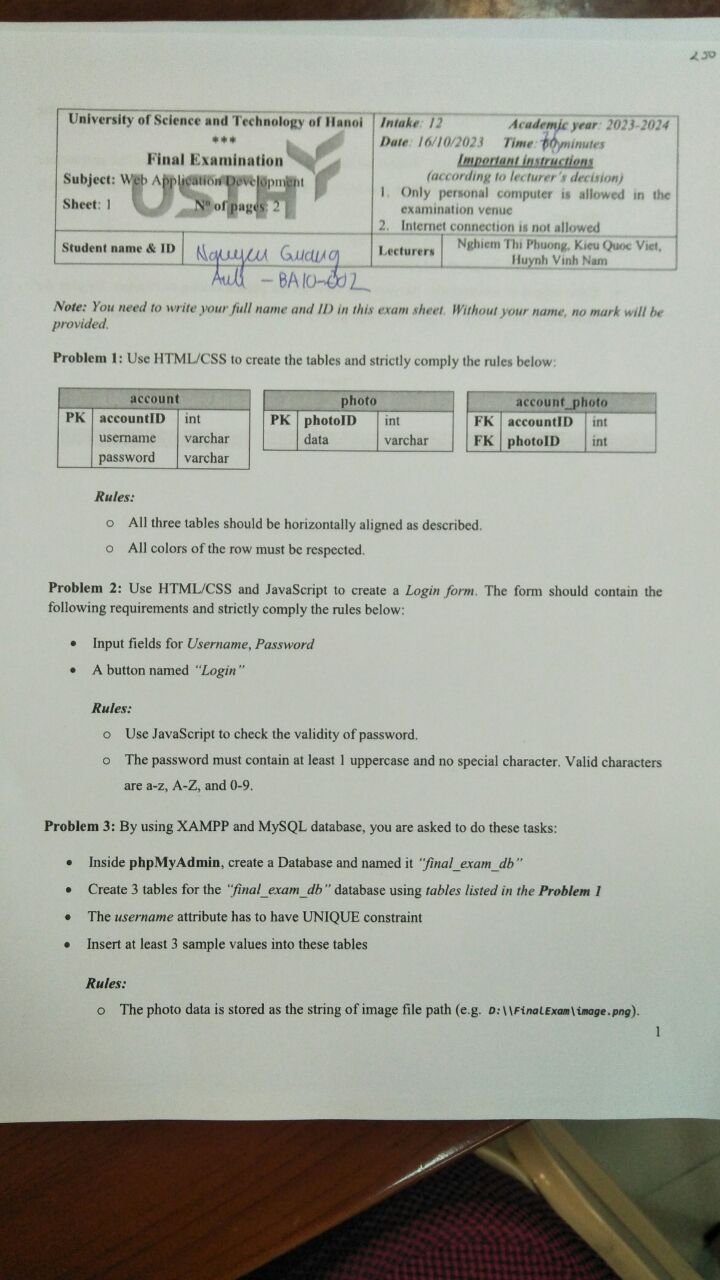 250
University of Science and Technology of Hanoi
***
Final Examination
Subject: Web Application Development
Sheet: 1 Nº of pages: 2
USTH
Intake: 12 Academic year: 2023-2024
Date: 16/10/2023 Time: minutes
Important instructions
(according to lecturer's decision)
1. Only personal computer is allowed in the
examination venue
2. Internet connection is not allowed
Student name & ID
Nguyen Quang
Anh - BA10-002
Lecturers
Nghiem Thi Phuong, Kieu Quoc Viet,
Huynh Vinh Nam
Note: You need to write your full name and ID in this exam sheet. Without your name, no mark will be
provided.
Problem 1: Use HTML/CSS to create the tables and strictly comply the rules below:
account
PK accountID int
username varchar
password varchar
photo
PK photoID int
data varchar
account_photo
FK accountID int
FK photoID int
Rules:
o All three tables should be horizontally aligned as described.
o All colors of the row must be respected.
Problem 2: Use HTML/CSS and JavaScript to create a Login form. The form should contain the
following requirements and strictly comply the rules below:
• Input fields for Username, Password
• A button named "Login"
Rules:
o Use JavaScript to check the validity of password.
o The password must contain at least 1 uppercase and no special character. Valid characters
are a-z, A-Z, and 0-9.
Problem 3: By using XAMPP and MySQL database, you are asked to do these tasks:
• Inside phpMyAdmin, create a Database and named it "final_exam_db"
• Create 3 tables for the "final_exam_db" database using tables listed in the Problem 1
• The username attribute has to have UNIQUE constraint
• Insert at least 3 sample values into these tables
Rules:
o The photo data is stored as the string of image file path (e.g. D:\\FinalExam\image.png).
1